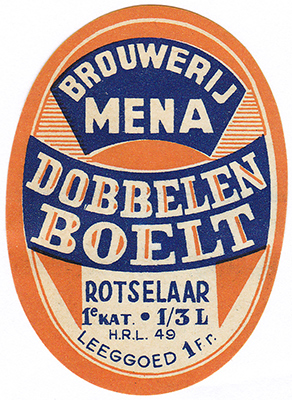 BROUWERIJ
MENA
DOBBELEN
BOELT
ROTSELAAR
1e KAT. • 1/3 L
H.R.L. 49
LEEGGOED 1 Fr.